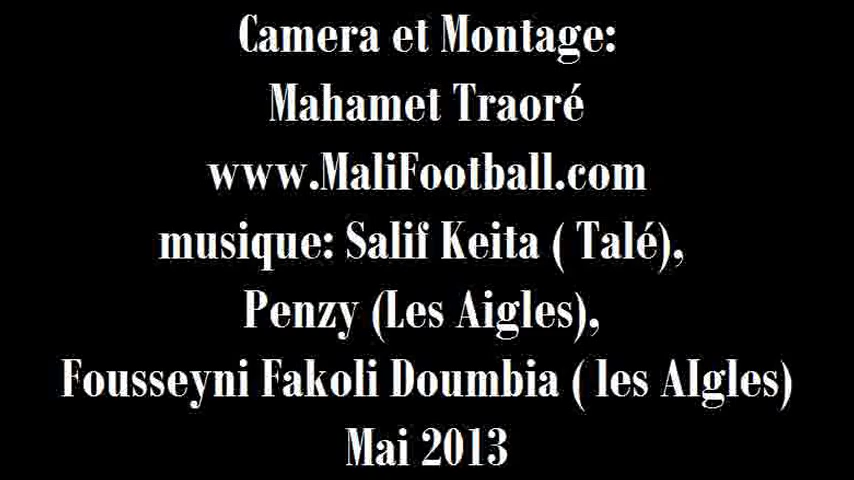 Camera et Montage:
Mahamet Traoré
www.MaliFootball.com
musique: Salif Keita ( Talé),
Penzy (Les Aigles),
Fousseyni Fakoli Doumbia ( les AIgles)
Mai 2013